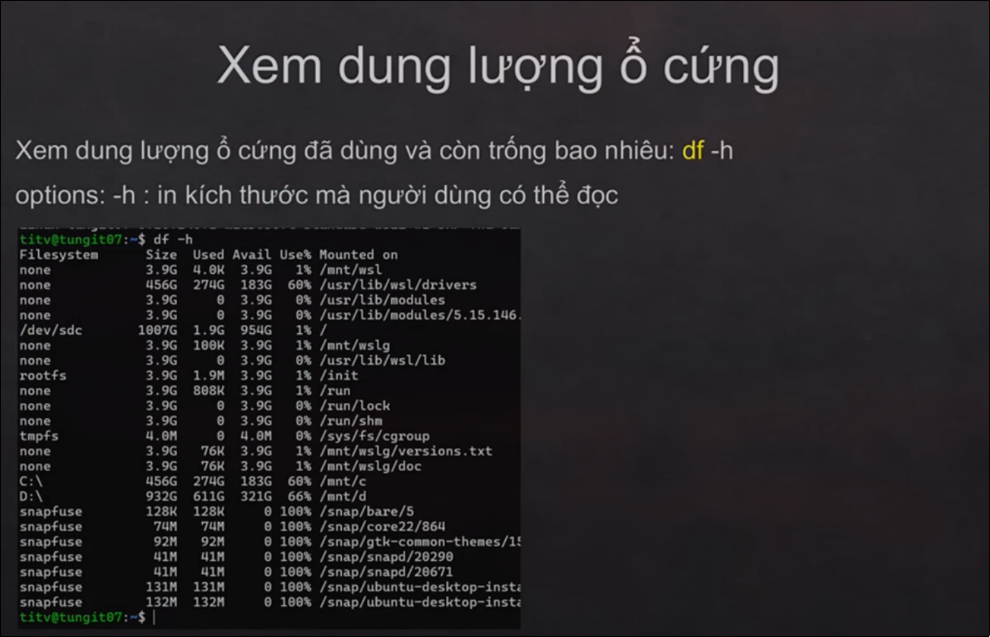 Xem dung lượng ổ cứng
Xem dung lượng ổ cứng đã dùng và còn trống bao nhiêu: df -h
options: -h : in kích thước mà người dùng có thể đọc
titv@tungit07:~$ df -h
Filesystem Size Used Avail Use% Mounted on
none 3.9G 4.0K 3.9G 1% /mnt/wsl
none 456G 274G 183G 60% /usr/lib/wsl/drivers
none 3.9G 0 3.9G 0% /usr/lib/modules
none 3.9G 0 3.9G 0% /usr/lib/modules/5.15.146.
/dev/sdc 1007G 1.9G 954G 1% /
none 3.9G 100K 3.9G 1% /mnt/wslg
none 3.9G 0 3.9G 0% /usr/lib/wsl/lib
rootfs 3.9G 1.9M 3.9G 1% /init
none 3.9G 808K 3.9G 1% /run
none 3.9G 0 3.9G 0% /run/lock
none 3.9G 0 3.9G 0% /run/shm
tmpfs 4.0M 0 4.0M 0% /sys/fs/cgroup
none 3.9G 76K 3.9G 1% /mnt/wslg/versions.txt
none 3.9G 76K 3.9G 1% /mnt/wslg/doc
C:\ 456G 274G 183G 60% /mnt/c
D:\ 932G 611G 321G 66% /mnt/d
snapfuse 128K 128K 0 100% /snap/bare/5
snapfuse 74M 74M 0 100% /snap/core22/864
snapfuse 92M 92M 0 100% /snap/gtk-common-themes/15
snapfuse 41M 41M 0 100% /snap/snapd/20290
snapfuse 41M 41M 0 100% /snap/snapd/20671
snapfuse 131M 131M 0 100% /snap/ubuntu-desktop-insta
snapfuse 132M 132M 0 100% /snap/ubuntu-desktop-insta
titv@tungit07:~$